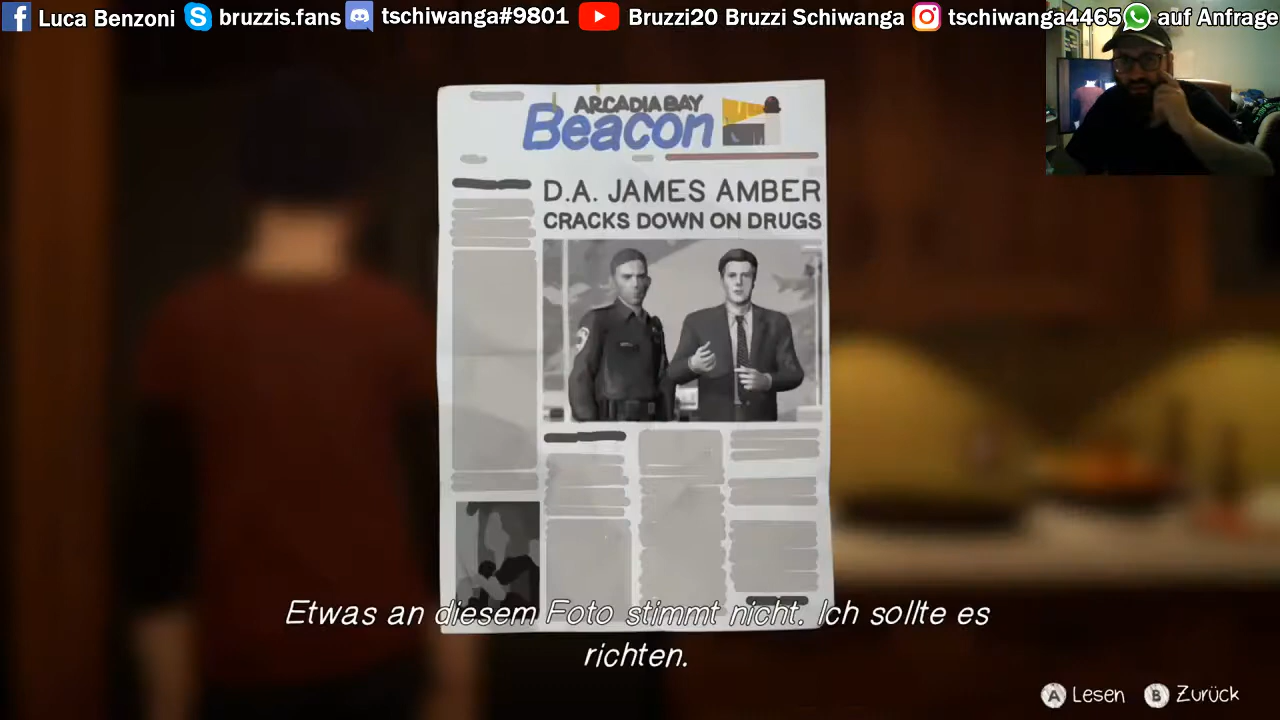 Luca Benzoni bruzzis.fans tschiwanga#9801 Bruzzi20 Bruzzi Schiwanga tschiwanga4465 auf Anfrage
ARCADIA BAY
Beacon
D.A. JAMES AMBER
CRACKS DOWN ON DRUGS
Etwas an diesem Foto stimmt nicht. Ich sollte es
richten.
A Lesen B Zurück